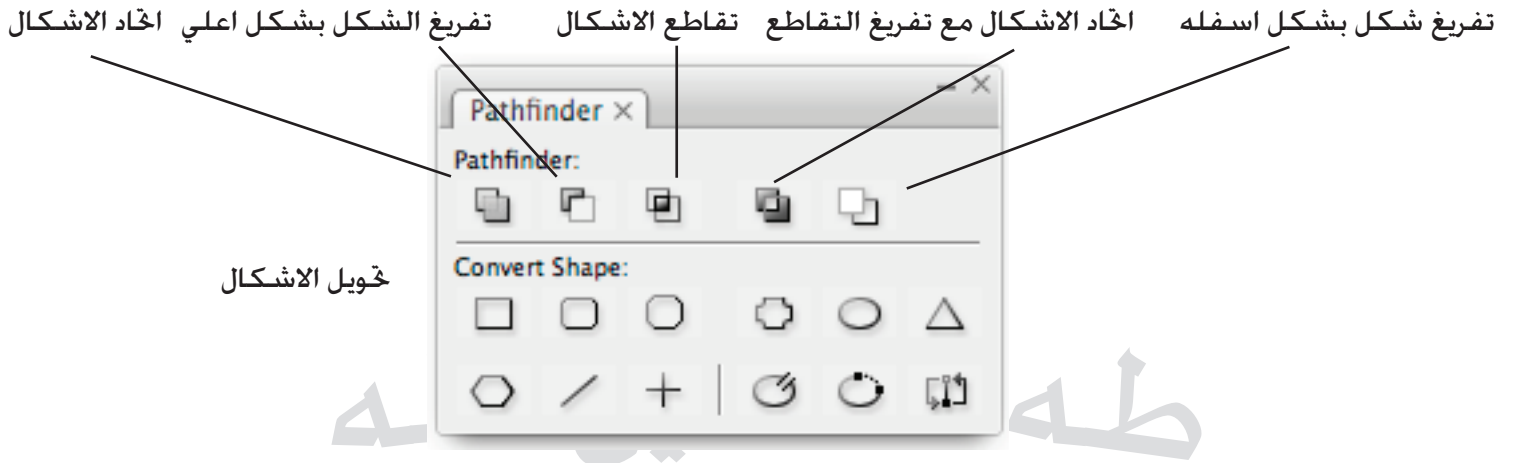 تفريغ شكل بشكل اسفله   اتحاد الاشكال مع تفريغ التقاطع   تقاطع الاشكال   تفريغ الشكل بشكل اعلي   اتحاد الاشكال
Pathfinder
Pathfinder:
Convert Shape:
تحويل الاشكال